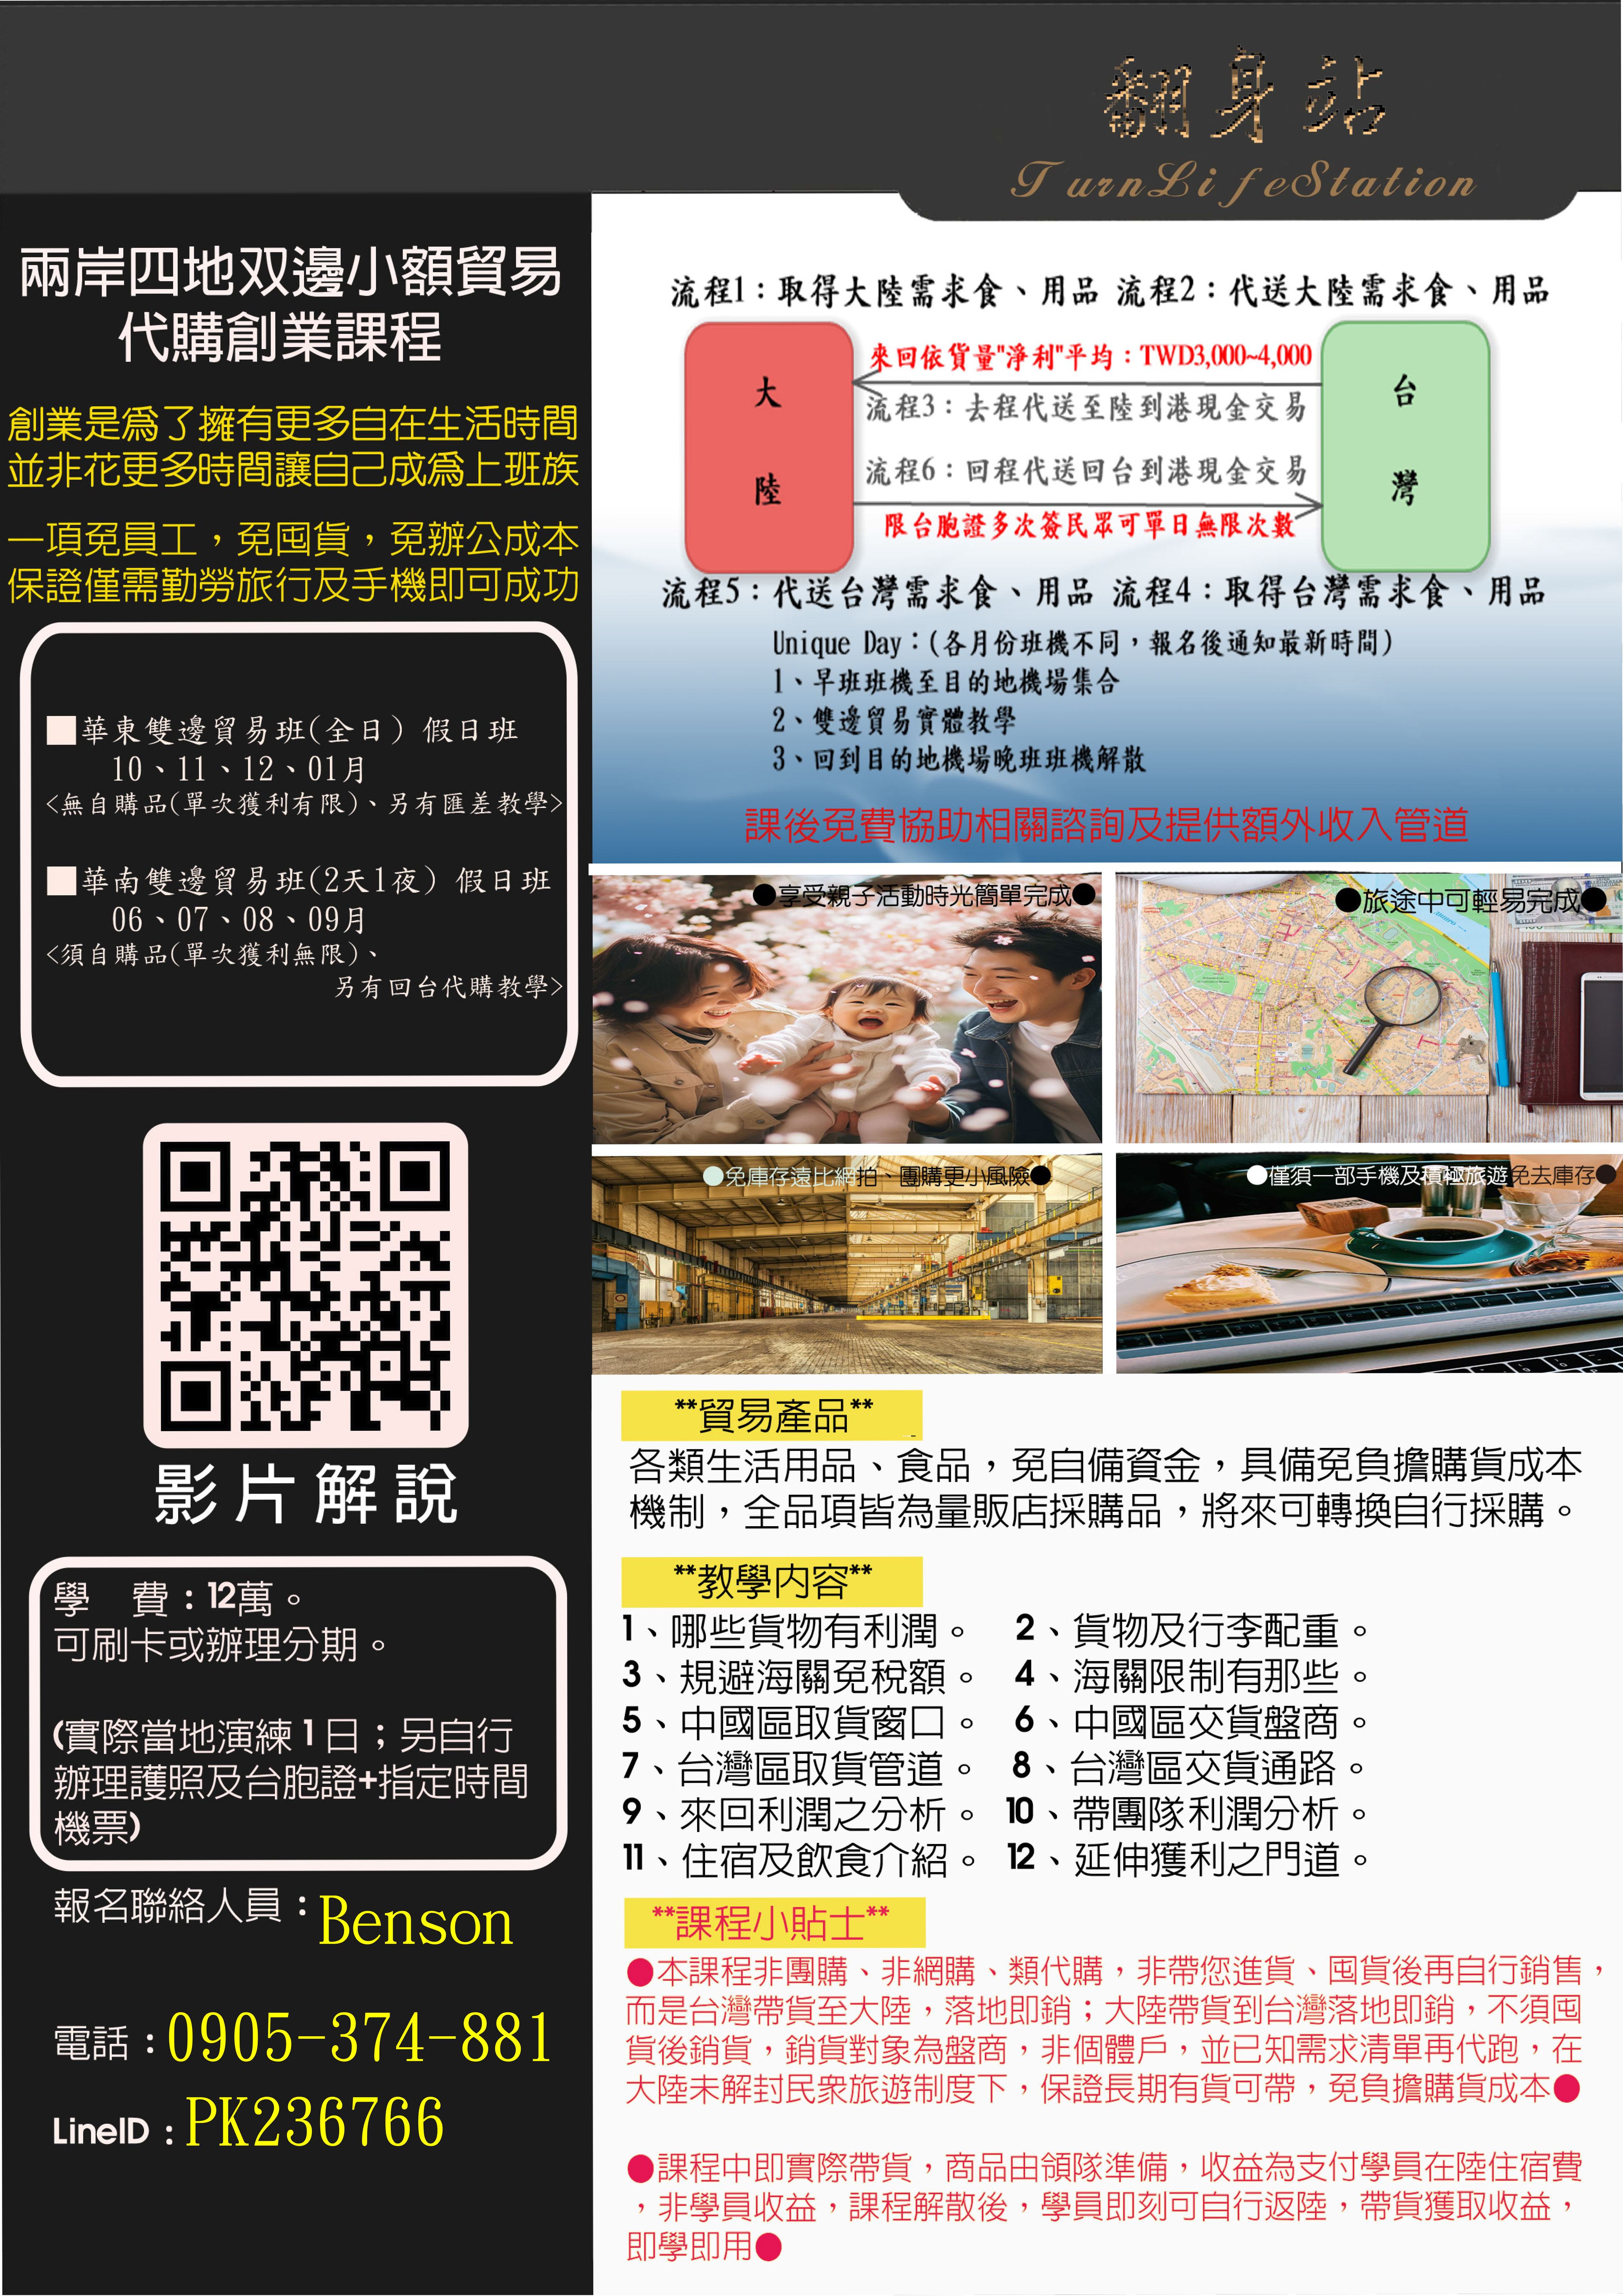 翻身站
TurnLifeStation
兩岸四地双邊小額貿易
代購創業課程
創業是為了擁有更多自在生活時間
並非花更多時間讓自己成為上班族
一項免員工，免囤貨，免辦公成本
保證僅需勤勞旅行及手機即可成功
■華東雙邊貿易班(全日) 假日班
10、11、12、01月
<無自購品(單次獲利有限)、另有匯差教學>
■華南雙邊貿易班(2天1夜) 假日班
06、07、08、09月
<須自購品(單次獲利無限)、
另有回台代購教學>
影片解說
學　費：12萬。
可刷卡或辦理分期。
(實際當地演練1日；另自行
辦理護照及台胞證+指定時間
機票)
報名聯絡人員：Benson
電話：0905-374-881
LineID：PK236766
流程1：取得大陸需求食、用品 流程2：代送大陸需求食、用品
大陸
來回依貨量"淨利"平均：TWD3,000~4,000
流程3：去程代送至陸到港現金交易
流程6：回程代送回台到港現金交易
限台胞證多次簽民眾可單日無限次數
台灣
流程5：代送台灣需求食、用品 流程4：取得台灣需求食、用品
Unique Day：(各月份班機不同，報名後通知最新時間)
1、早班班機至目的地機場集合
2、雙邊貿易實體教學
3、回到目的地機場晚班班機解散
課後免費協助相關諮詢及提供額外收入管道
●享受親子活動時光簡單完成●
●旅途中可輕易完成●
●免庫存遠比網拍、團購更小風險●
●僅須一部手機及積極旅遊免去庫存●
**貿易產品**
各類生活用品、食品，免自備資金，具備免負擔購貨成本
機制，全品項皆為量販店採購品，將來可轉換自行採購。
**教學內容**
1、哪些貨物有利潤。 2、貨物及行李配重。
3、規避海關免稅額。 4、海關限制有那些。
5、中國區取貨窗口。 6、中國區交貨盤商。
7、台灣區取貨管道。 8、台灣區交貨通路。
9、來回利潤之分析。 10、帶團隊利潤分析。
11、住宿及飲食介紹。 12、延伸獲利之門道。
**課程小貼士**
●本課程非團購、非網購、類代購，非帶您進貨、囤貨後再自行銷售，
而是台灣帶貨至大陸，落地即銷；大陸帶貨到台灣落地即銷，不須囤
貨後銷貨，銷貨對象為盤商，非個體戶，並已知需求清單再代跑，在
大陸未解封民衆旅遊制度下，保證長期有貨可帶，免負擔購貨成本●
●課程中即實際帶貨，商品由領隊準備，收益為支付學員在陸住宿費
，非學員收益，課程解散後，學員即刻可自行返陸，帶貨獲取收益，
即學即用●